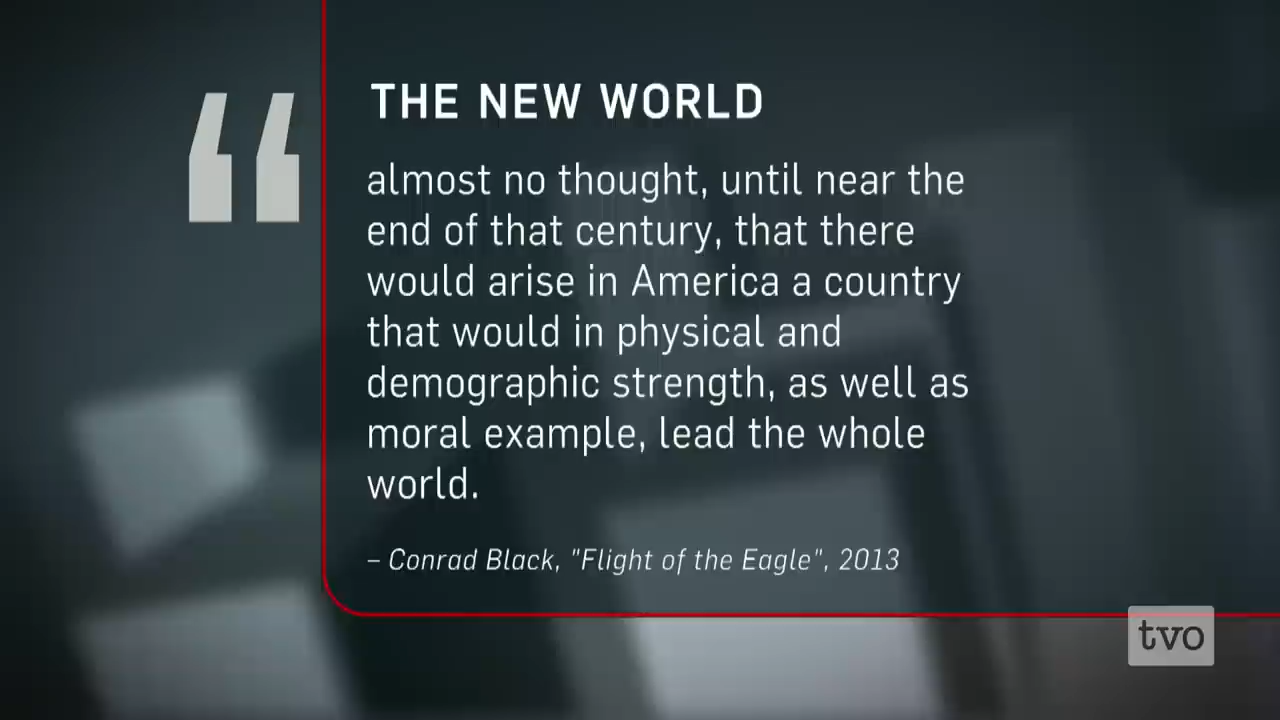 “
THE NEW WORLD
almost no thought, until near the
end of that century, that there
would arise in America a country
that would in physical and
demographic strength, as well as
moral example, lead the whole
world.
– Conrad Black, "Flight of the Eagle", 2013
tvo